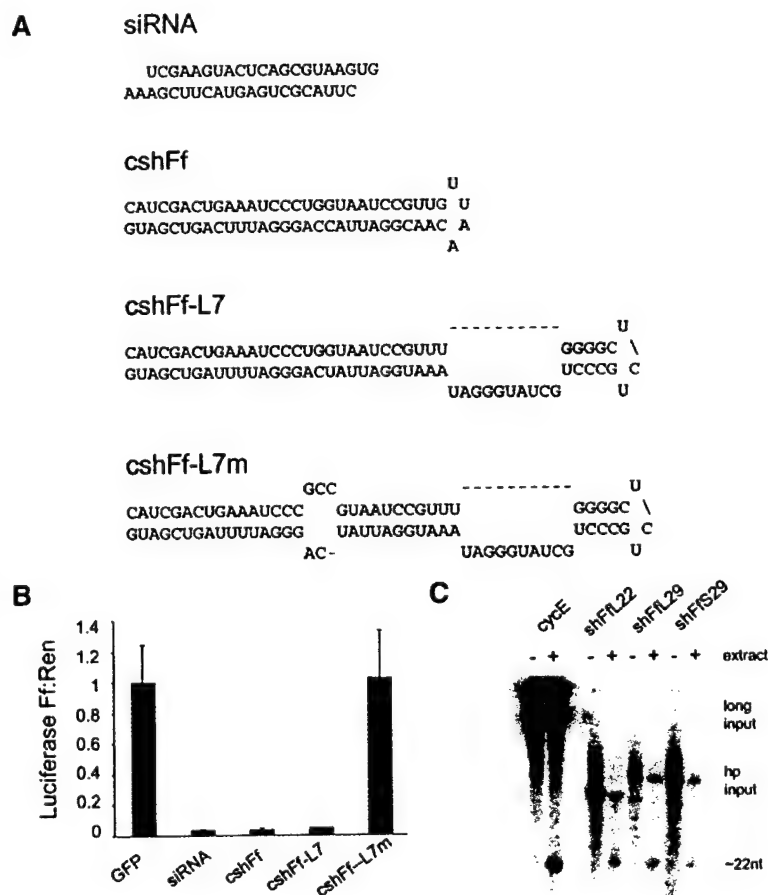 A
siRNA
UCGAAGUACUCAGCGUAAGUG
AAAGCUUCAUGAGUCGCAUUC
cshFf
U
CAUCGACUGAAAUCCCUGGUAAUCCGUUG U
GUAGCUGACUUUAGGGACCAUUAGGCAAC A
A
cshFf-L7
----------- U
CAUCGACUGAAAUCCCUGGUAAUCCGUUU GGGGC \
GUAGCUGAUUUUAGGGACUAUUAGGUAAA UCCCG C
UAGGGUAUCG U
cshFf-L7m
GCC ----------- U
CAUCGACUGAAAUCCC GUAAUCCGUUU GGGGC \
GUAGCUGAUUUUAGGG UAUUAGGUAAA UCCCG C
AC- UAGGGUAUCG U
B
Luciferase Ff:Ren
1.4
1.2
1
0.8
0.6
0.4
0.2
0
GFP
siRNA
cshFf
cshFf-L7
cshFf--L7m
C
cycE
shFfL22
shFfL29
shFfS29
- + - + - + - + extract
long
input
hp
input
~22nt